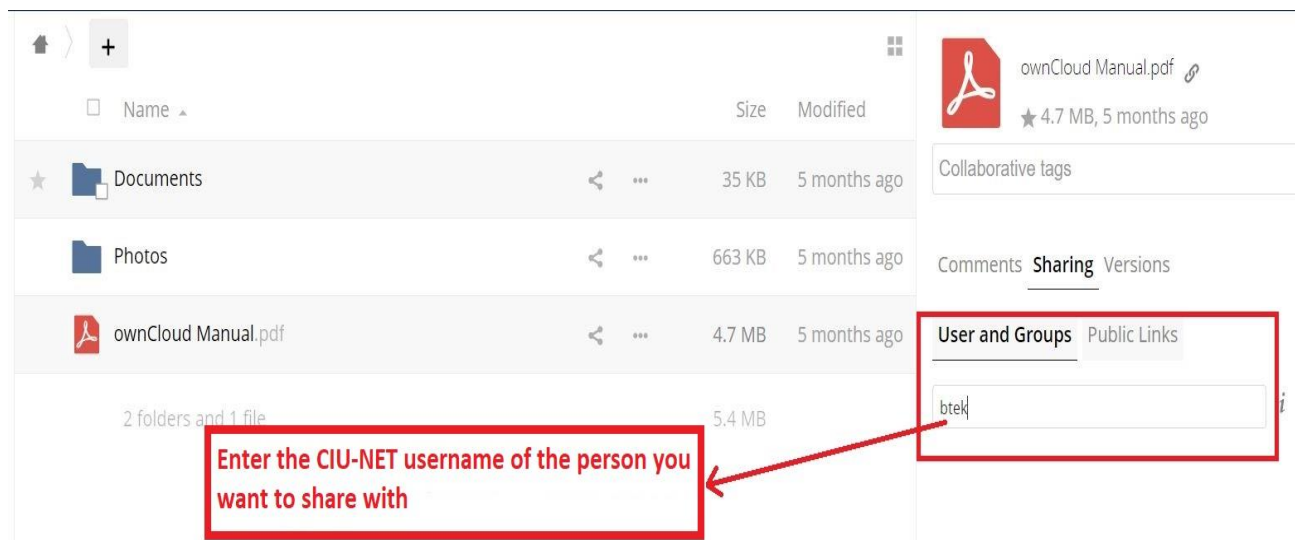 +
Name Size Modified
Documents ... 35 KB 5 months ago
Photos ... 663 KB 5 months ago
ownCloud Manual.pdf ... 4.7 MB 5 months ago
2 folders and 1 file 5.4 MB
Enter the CIU-NET username of the person you
want to share with
ownCloud Manual.pdf
4.7 MB, 5 months ago
Collaborative tags
Comments Sharing Versions
User and Groups Public Links
btek i